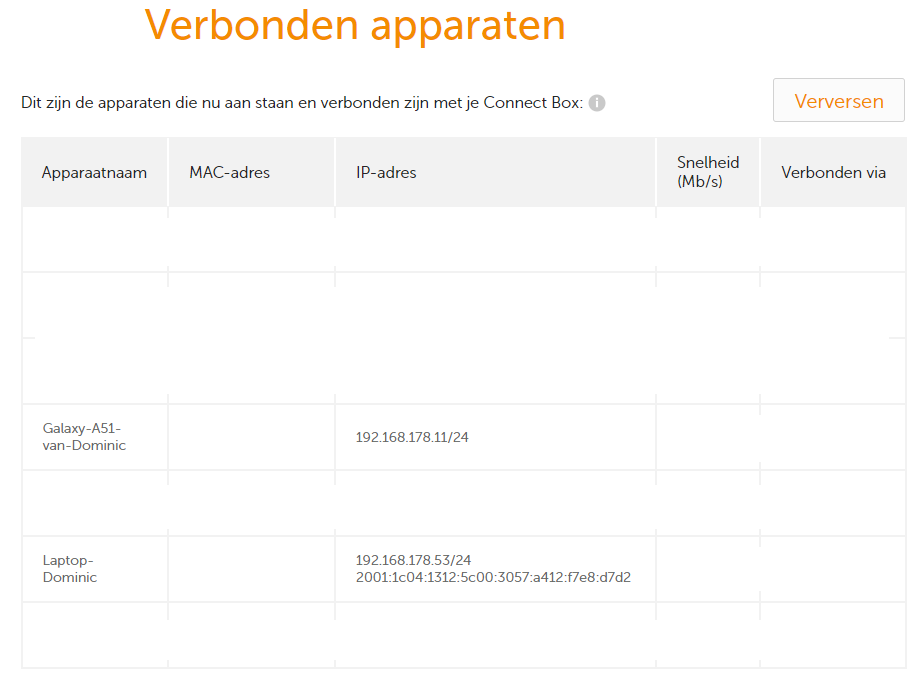 Verbonden apparaten
Dit zijn de apparaten die nu aan staan en verbonden zijn met je Connect Box:
Verversen
Apparaatnaam
MAC-adres
IP-adres
Snelheid
(Mb/s)
Verbonden via
Galaxy-A51-
van-Dominic
192.168.178.11/24
Laptop-
Dominic
192.168.178.53/24
2001:1c04:1312:5c00:3057:a412:f7e8:d7d2